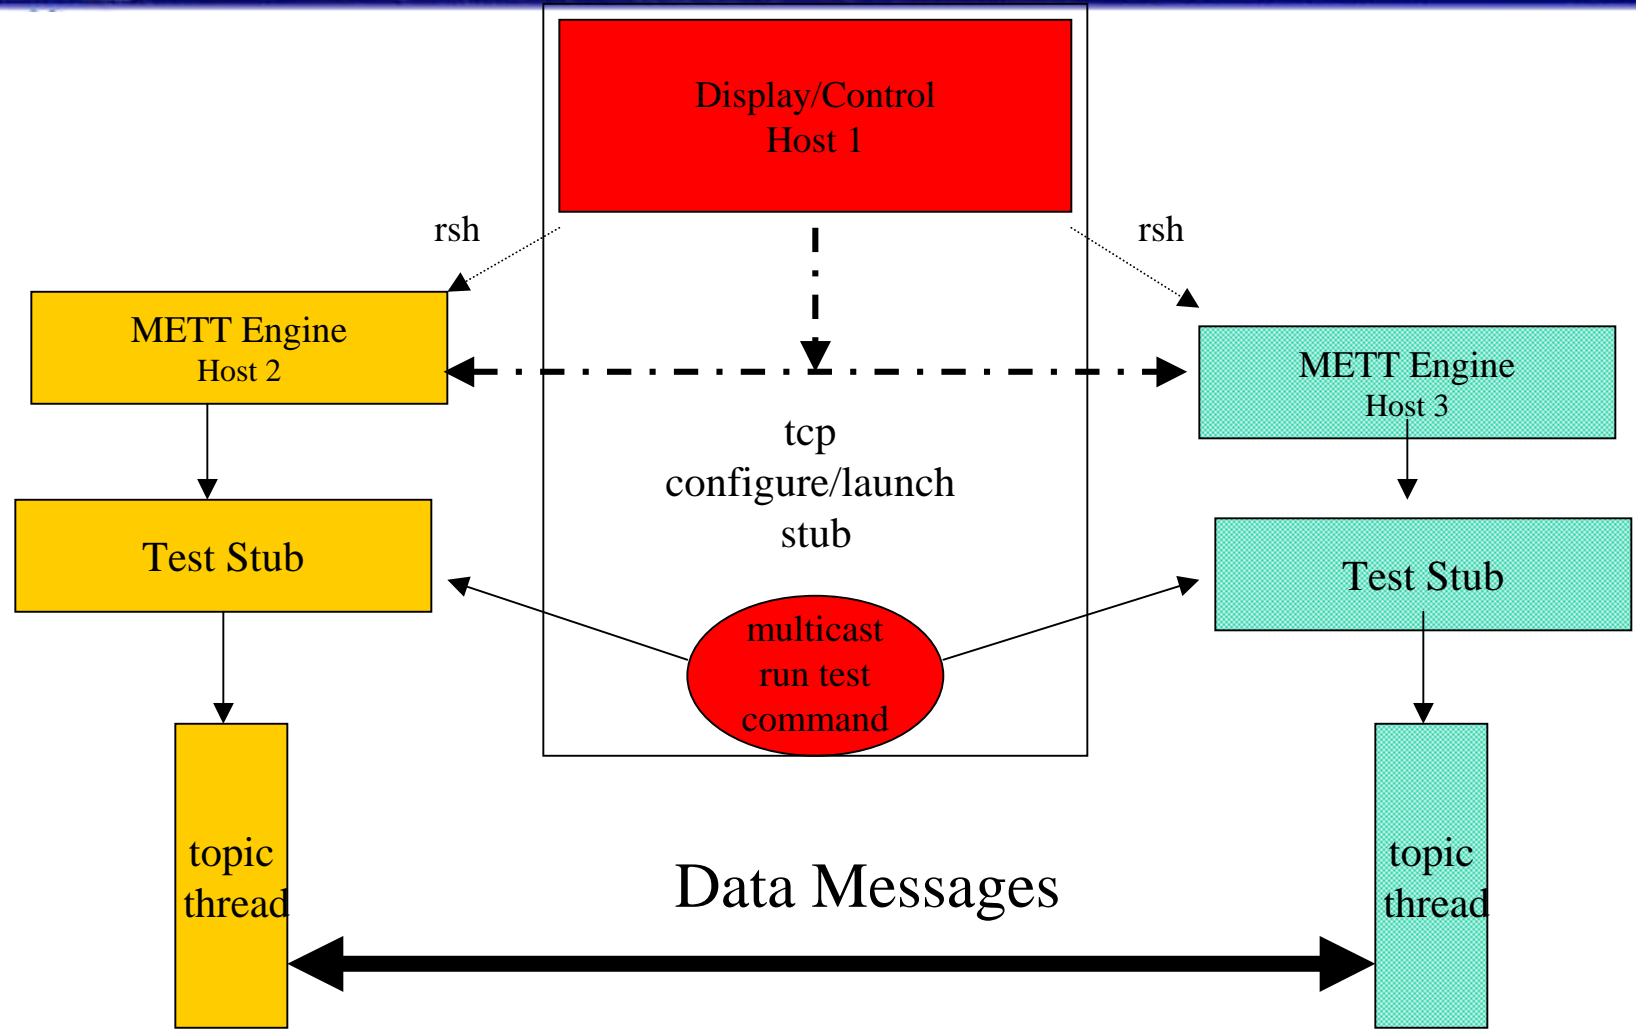 Display/Control
Host 1
rsh
rsh
METT Engine
Host 2
METT Engine
Host 3
tcp
configure/launch
stub
Test Stub
Test Stub
multicast
run test
command
topic
thread
topic
thread
Data Messages